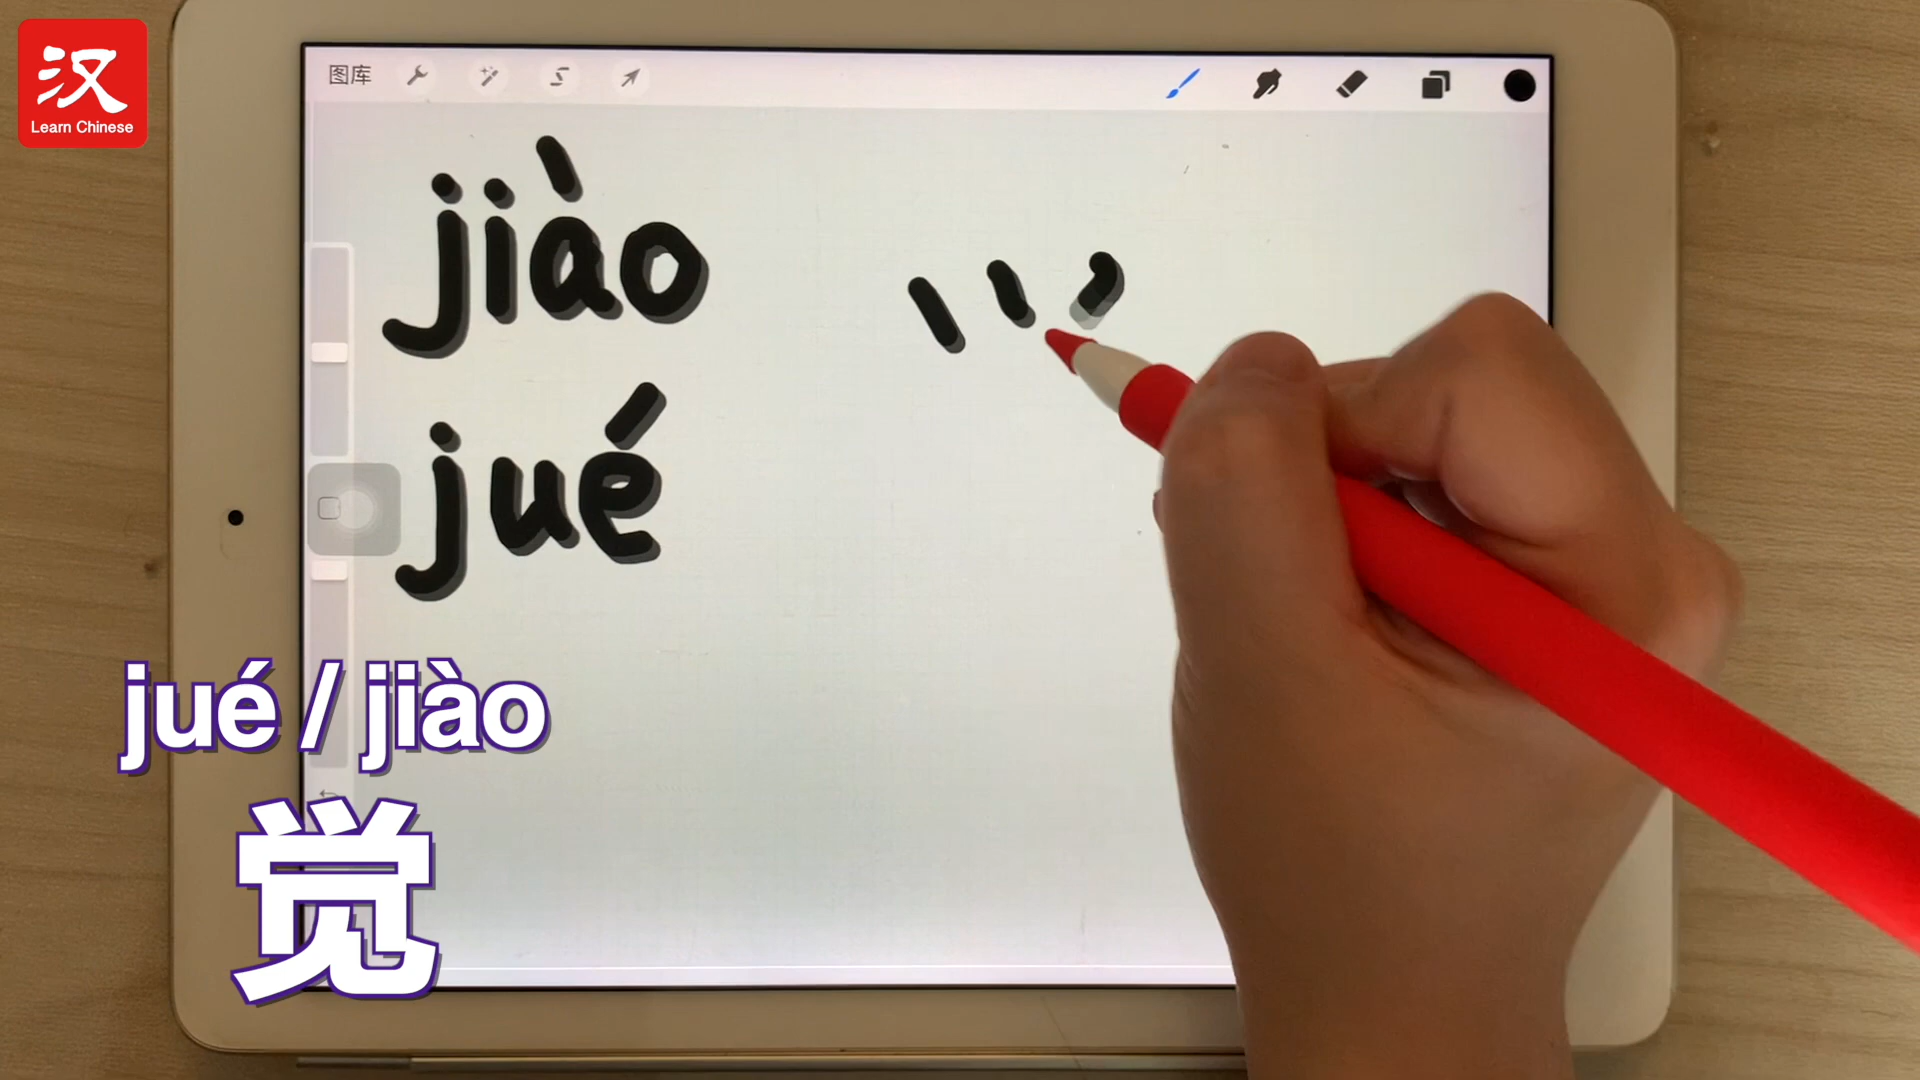 汉
Learn Chinese
图库
jiào
jué
jué / jiào
觉